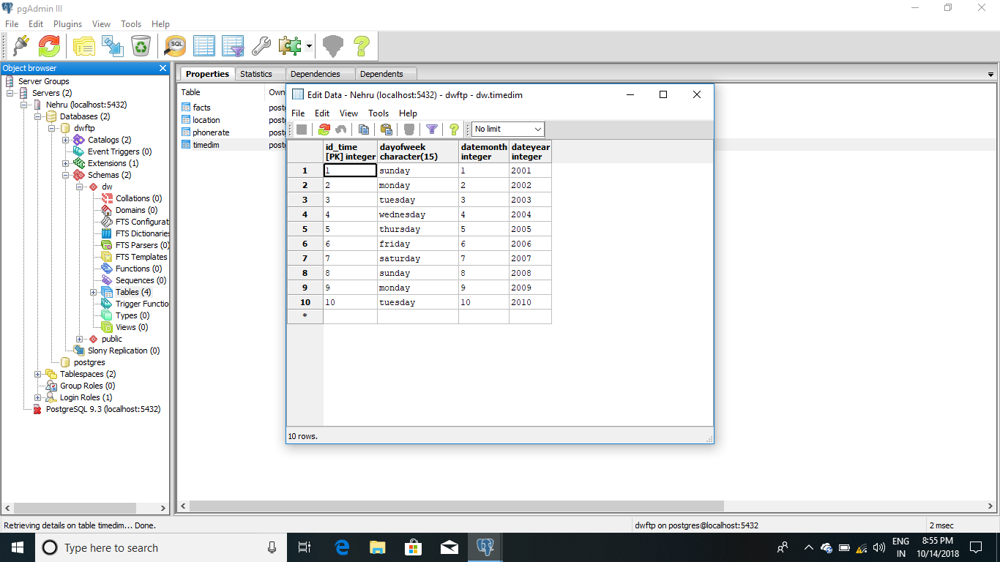 pgAdmin III
File Edit Plugins View Tools Help
SQL
Object browser
Server Groups
Servers (2)
Nehru (localhost:5432)
Databases (2)
dwftp
Catalogs (2)
Event Triggers (0)
Extensions (1)
Schemas (2)
dw
Collations (0)
Domains (0)
FTS Configurat
FTS Dictionaries
FTS Parsers (0)
FTS Templates
Functions (0)
Sequences (0)
Tables (4)
Trigger Functio
Types (0)
Views (0)
public
Slony Replication (0)
postgres
Tablespaces (2)
Group Roles (0)
Login Roles (1)
PostgreSQL 9.3 (localhost:5432)
Properties Statistics Dependencies Dependents
Table Own
facts postg
location postg
phonerate postg
timedim postg
Edit Data - Nehru (localhost:5432) - dwftp - dw.timedim
File Edit View Tools Help
No limit
id_time dayofweek datemonth dateyear
[PK] integer character(15) integer integer
1 1 sunday 1 2001
2 2 monday 2 2002
3 3 tuesday 3 2003
4 4 wednesday 4 2004
5 5 thursday 5 2005
6 6 friday 6 2006
7 7 saturday 7 2007
8 8 sunday 8 2008
9 9 monday 9 2009
10 10 tuesday 10 2010
*
10 rows.
Retrieving details on table timedim... Done. dwftp on postgres@localhost:5432 2 msec
Type here to search
ENG 8:55 PM
IN 10/14/2018